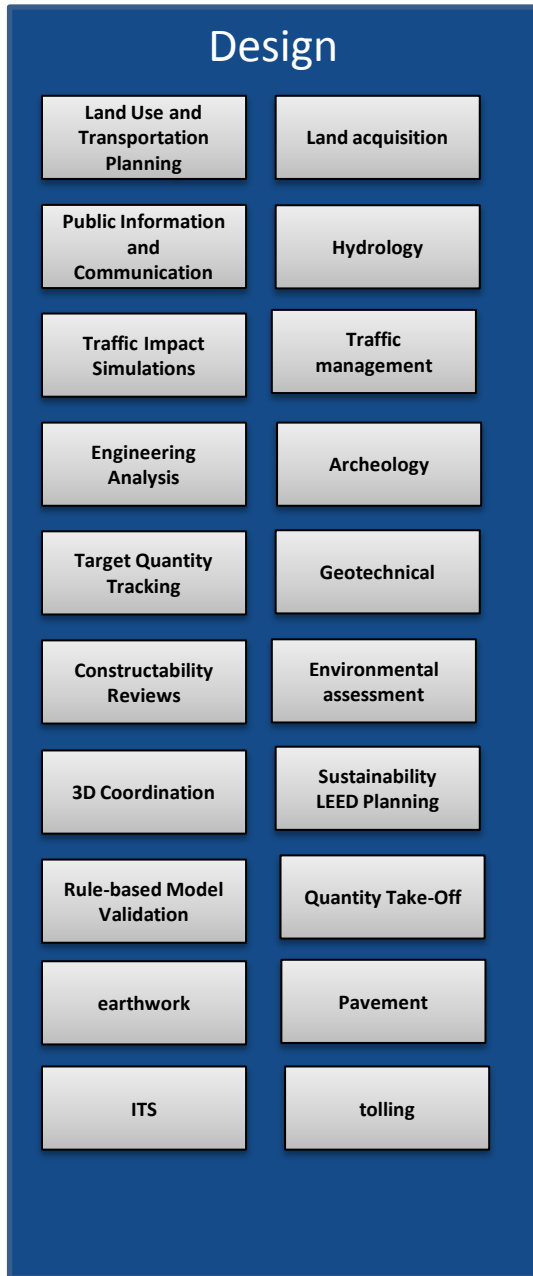 Design
Land Use and
Transportation
Planning
Land acquisition
Public Information
and
Communication
Hydrology
Traffic Impact
Simulations
Traffic
management
Engineering
Analysis
Archeology
Target Quantity
Tracking
Geotechnical
Constructability
Reviews
Environmental
assessment
3D Coordination
Sustainability
LEED Planning
Rule-based Model
Validation
Quantity Take-Off
earthwork
Pavement
ITS
tolling